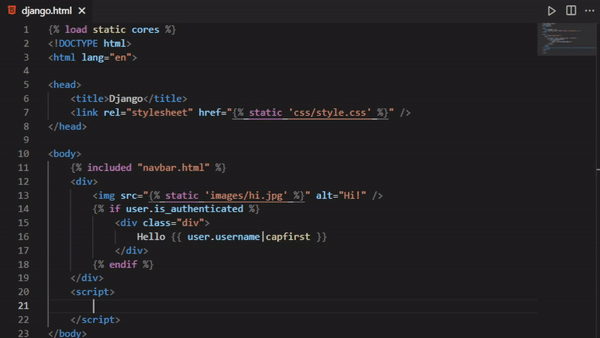 django.html
1 {% load static cores %}
2 <!DOCTYPE html>
3 <html lang="en">
4
5 <head>
6 <title>Django</title>
7 <link rel="stylesheet" href="{% static 'css/style.css' %}" />
8 </head>
9
10 <body>
11 {% included "navbar.html" %}
12 <div>
13 <img src="{% static 'images/hi.jpg' %}" alt="Hi!" />
14 {% if user.is_authenticated %}
15 <div class="div">
16 Hello {{ user.username|capfirst }}
17 </div>
18 {% endif %}
19 </div>
20 <script>
21
22 </script>
23 </body>